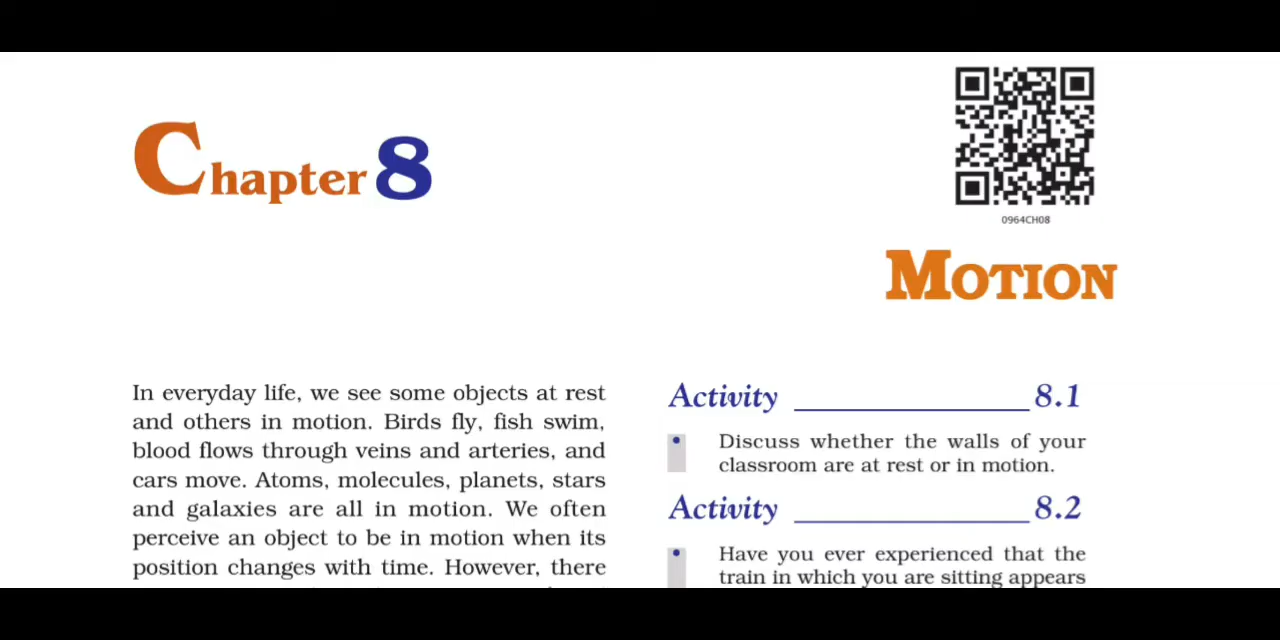 Chapter 8
0964CH08
MOTION
In everyday life, we see some objects at rest
and others in motion. Birds fly, fish swim,
blood flows through veins and arteries, and
cars move. Atoms, molecules, planets, stars
and galaxies are all in motion. We often
perceive an object to be in motion when its
position changes with time. However, there
Activity ____________________ 8.1
• Discuss whether the walls of your
classroom are at rest or in motion.
Activity ____________________ 8.2
• Have you ever experienced that the
train in which you are sitting appears